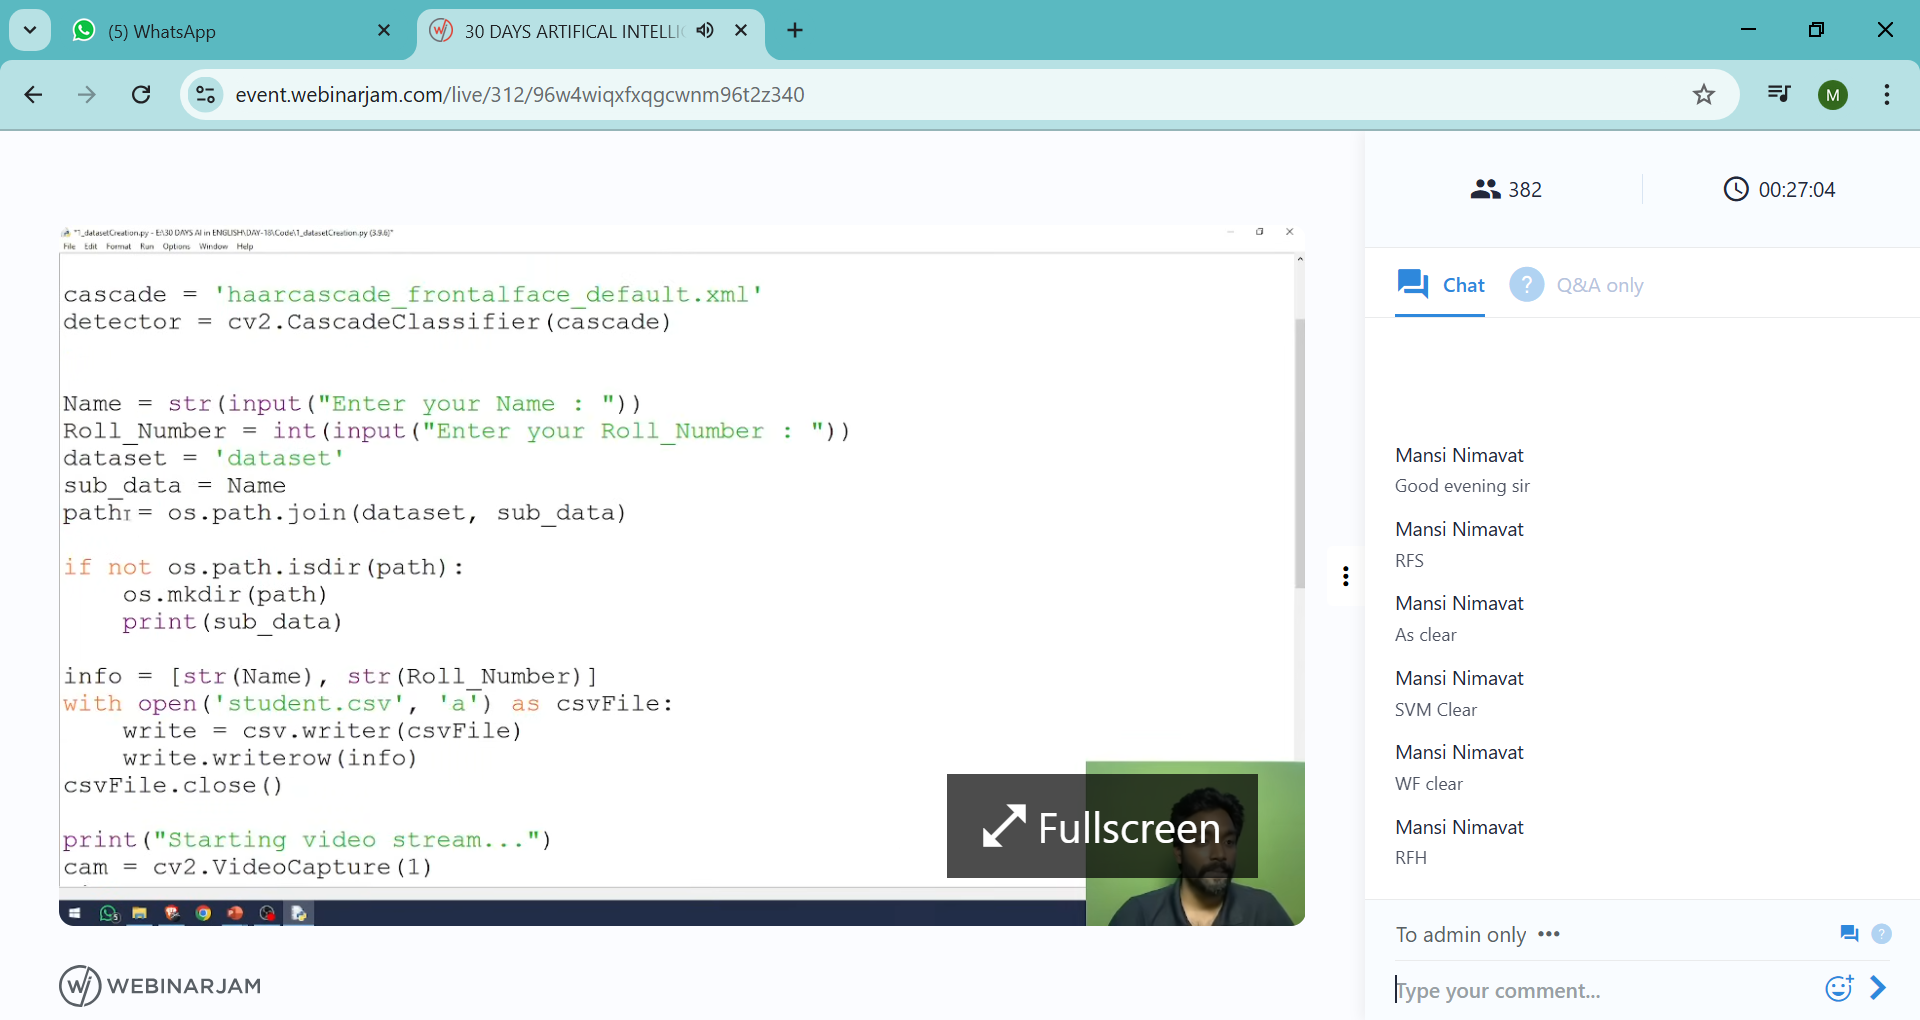 (5) WhatsApp
30 DAYS ARTIFICAL INTELLI
event.webinarjam.com/live/312/96w4wiqxfxqgcwnm96t2z340
M
*1_datasetCreation.py - E:\30 DAYS AI in ENGLISH\DAY-18\Code\1_datasetCreation.py (3.9.6)*
File Edit Format Run Options Window Help
cascade = 'haarcascade_frontalface_default.xml'
detector = cv2.CascadeClassifier(cascade)
Name = str(input("Enter your Name : "))
Roll_Number = int(input("Enter your Roll_Number : "))
dataset = 'dataset'
sub_data = Name
path = os.path.join(dataset, sub_data)
if not os.path.isdir(path):
    os.mkdir(path)
    print(sub_data)
info = [str(Name), str(Roll_Number)]
with open('student.csv', 'a') as csvFile:
    write = csv.writer(csvFile)
    write.writerow(info)
csvFile.close()
print("Starting video stream...")
cam = cv2.VideoCapture(1)
Fullscreen
WEBINARJAM
382
00:27:04
Chat
? Q&A only
Mansi Nimavat
Good evening sir
Mansi Nimavat
RFS
Mansi Nimavat
As clear
Mansi Nimavat
SVM Clear
Mansi Nimavat
WF clear
Mansi Nimavat
RFH
To admin only •••
?
Type your comment...